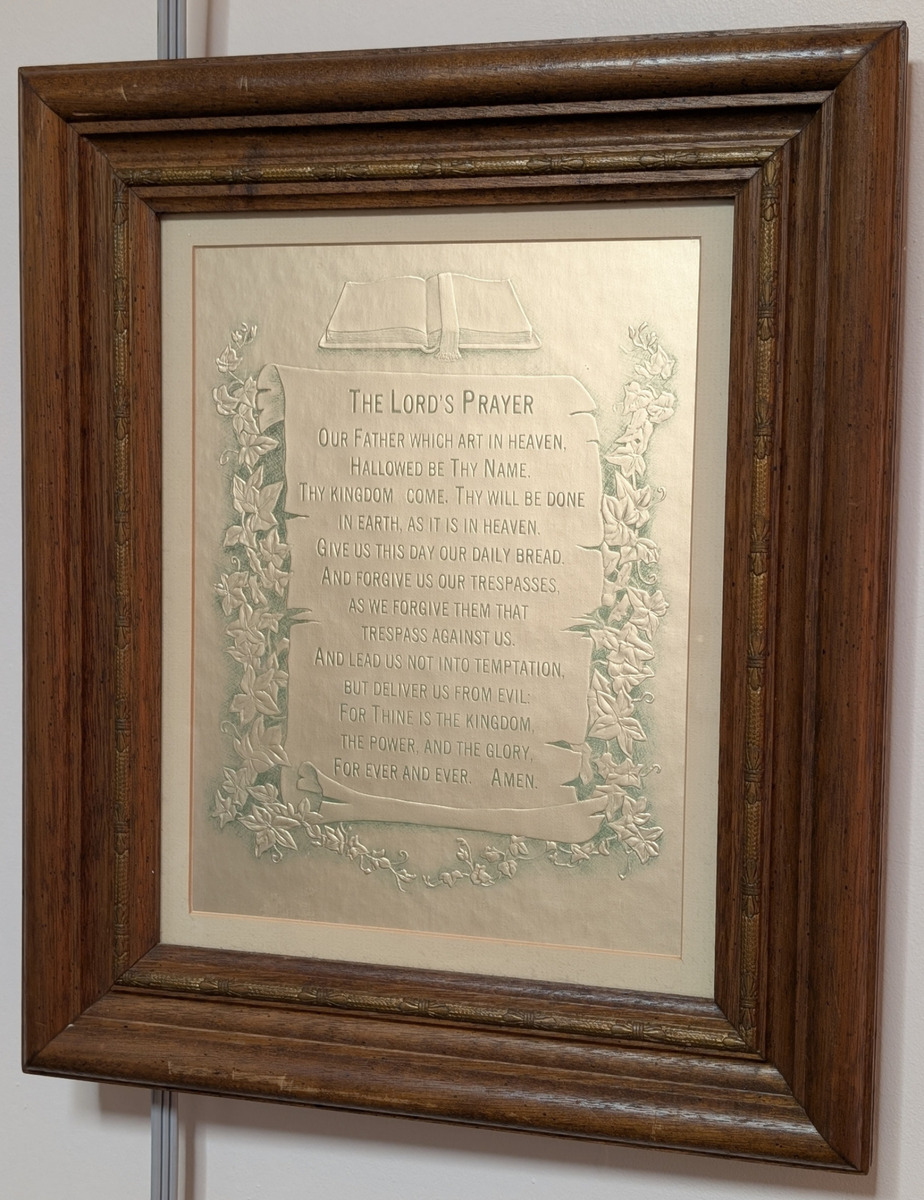 THE LORD'S PRAYER
OUR FATHER WHICH ART IN HEAVEN,
HALLOWED BE THY NAME.
THY KINGDOM COME. THY WILL BE DONE
IN EARTH, AS IT IS IN HEAVEN.
GIVE US THIS DAY OUR DAILY BREAD.
AND FORGIVE US OUR TRESPASSES,
AS WE FORGIVE THEM THAT
TRESPASS AGAINST US.
AND LEAD US NOT INTO TEMPTATION,
BUT DELIVER US FROM EVIL:
FOR THINE IS THE KINGDOM,
THE POWER, AND THE GLORY,
FOR EVER AND EVER. AMEN.